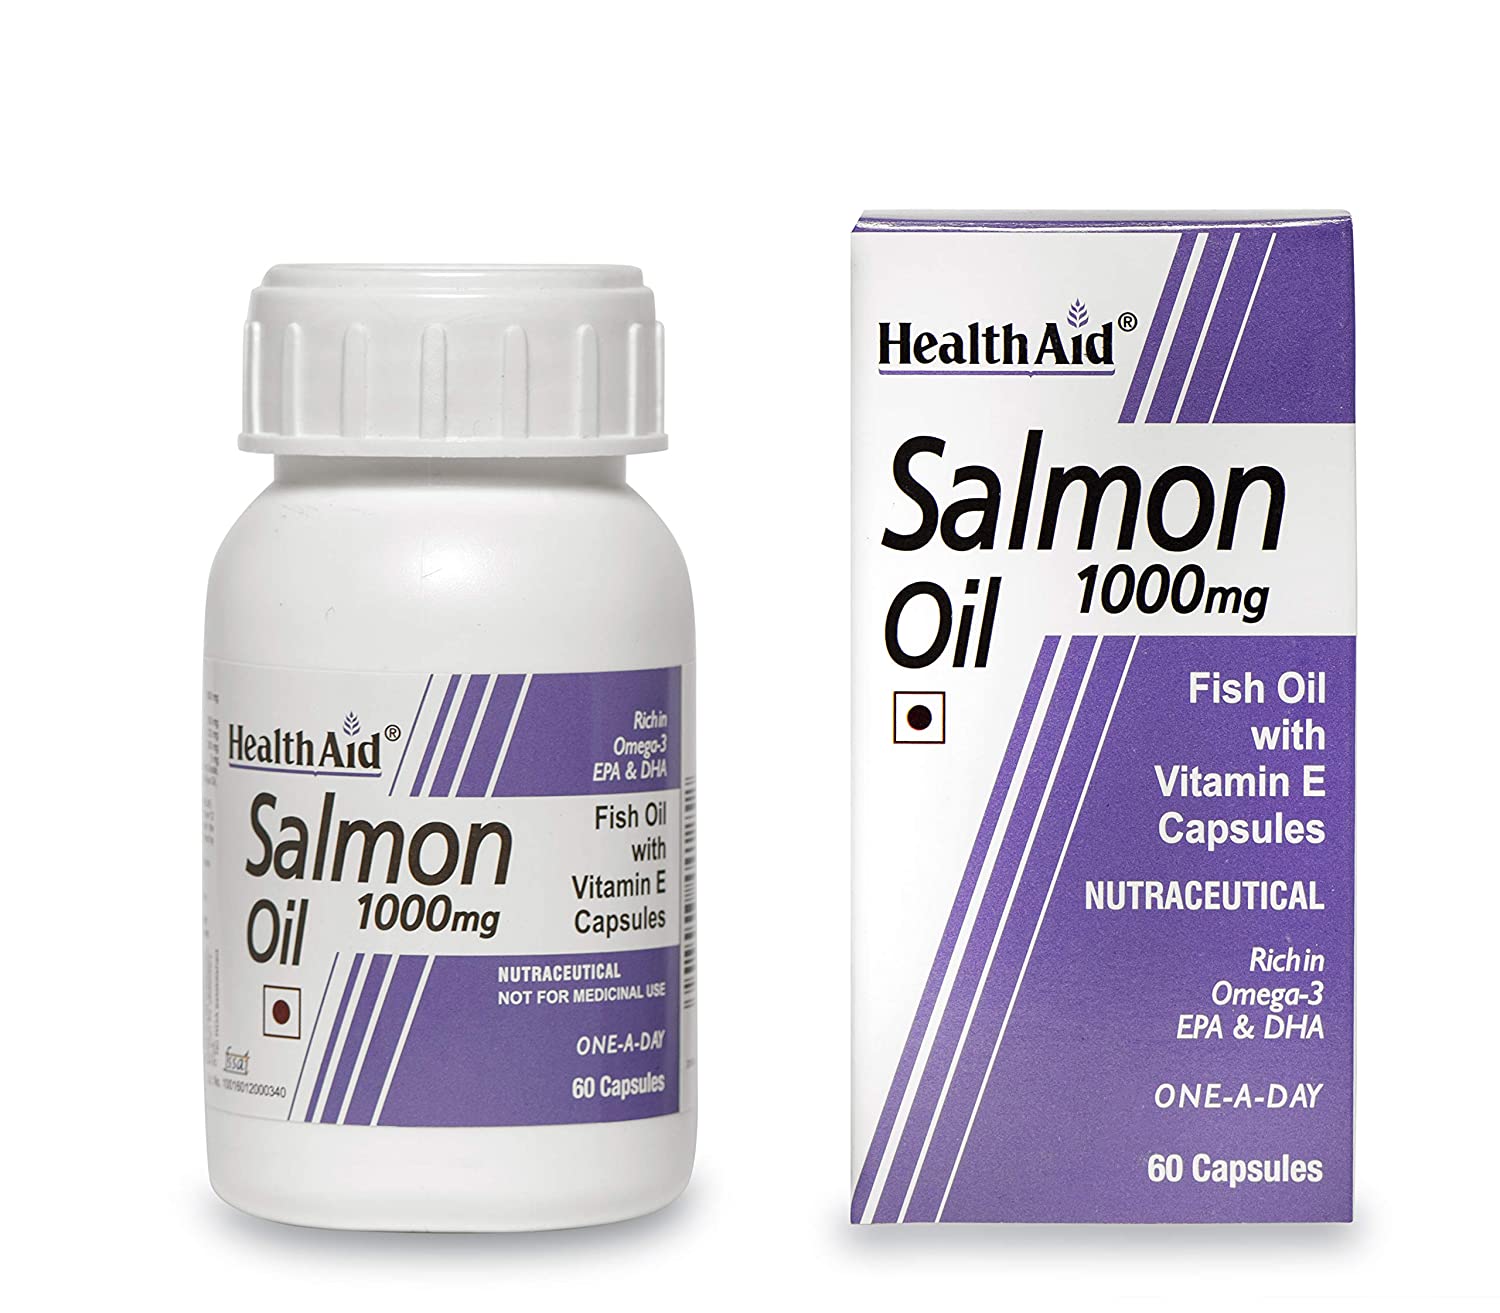 HealthAid®
Rich in
Omega-3
EPA & DHA
Salmon
Oil 1000mg
Fish Oil
with
Vitamin E
Capsules
NUTRACEUTICAL
NOT FOR MEDICINAL USE
ONE-A-DAY
60 Capsules
fssai
10016012000340
HealthAid®
Salmon
Oil 1000mg
Fish Oil
with
Vitamin E
Capsules
NUTRACEUTICAL
Rich in
Omega-3
EPA & DHA
ONE-A-DAY
60 Capsules